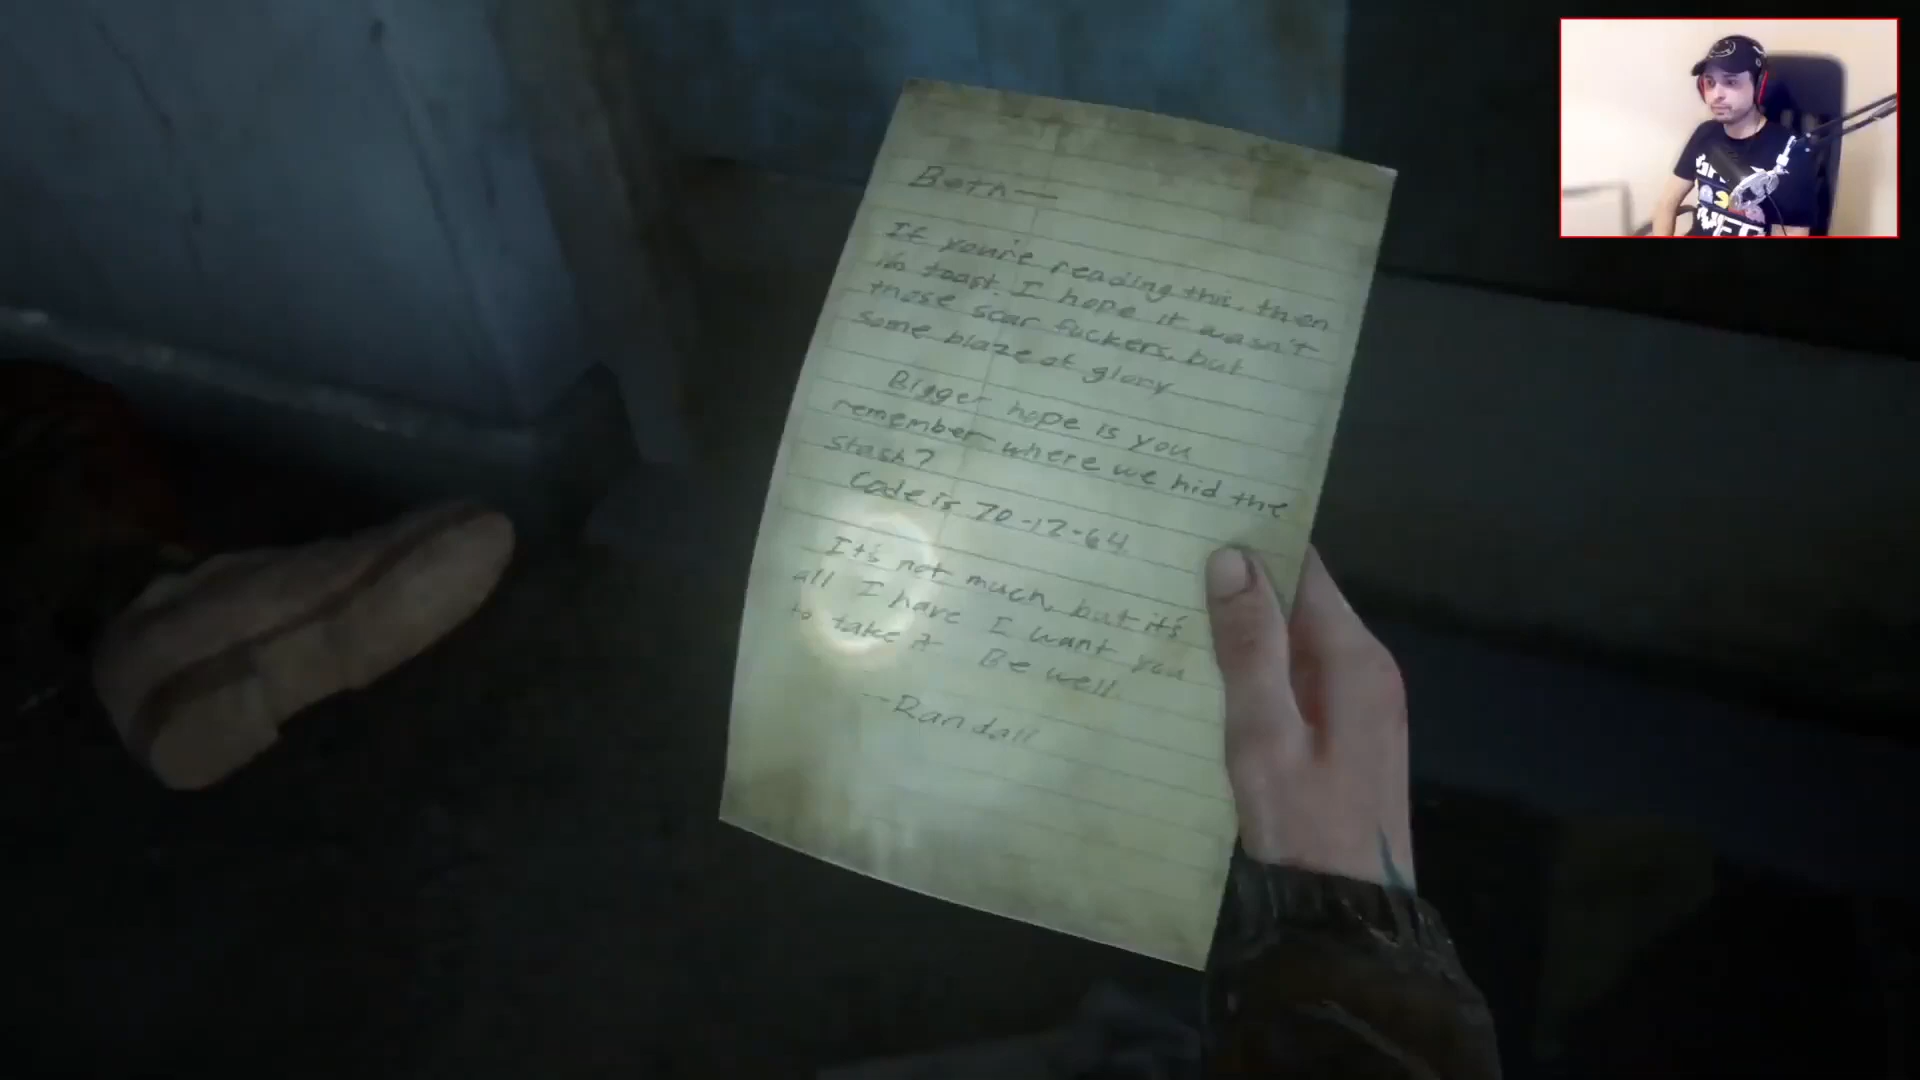 Beth—
If you're reading this, then
i'm toast. I hope it wasn't
those scar fuckers, but
some blaze of glory
Bigger hope is you
remember where we hid the
stash?
Code is 70-12-64
It's not much, but it's
all I have I want you
to take it Be well.
—Randall